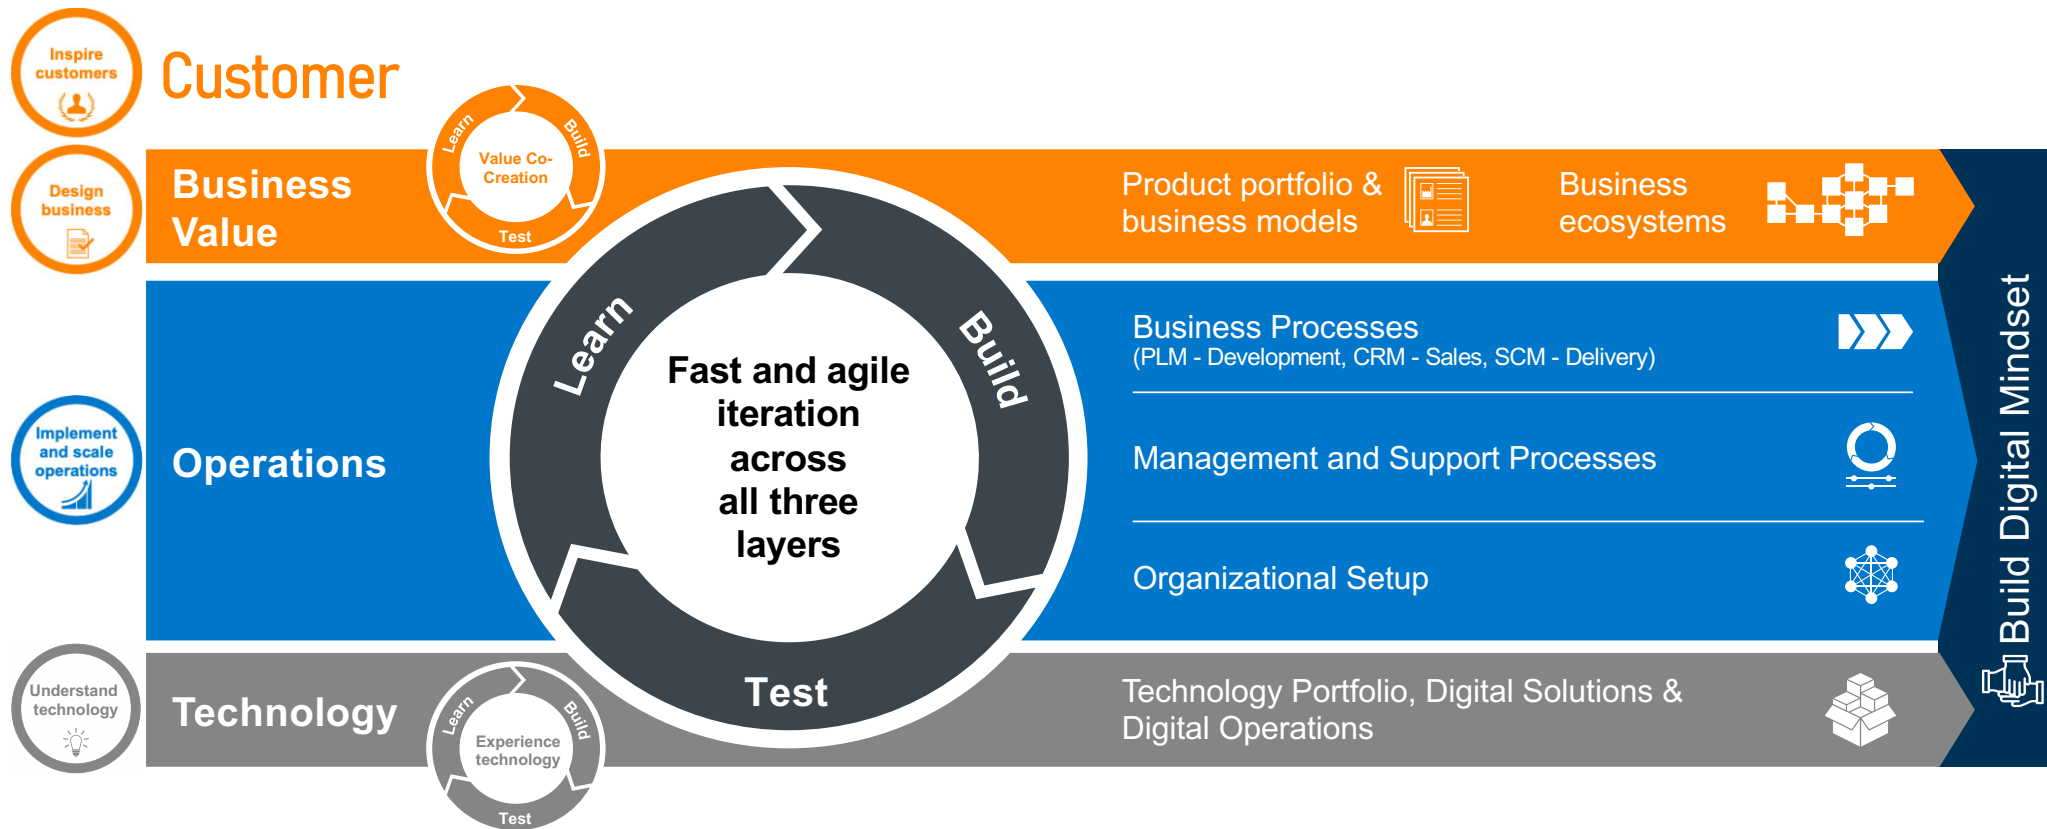 Inspire
customers
Customer
Learn
Build
Test
Value Co-
Creation
Design
business
Business
Value
Product portfolio &
business models
Business
ecosystems
Learn
Build
Test
Fast and agile
iteration
across
all three
layers
Implement
and scale
operations
Operations
Business Processes
(PLM - Development, CRM - Sales, SCM - Delivery)
Management and Support Processes
Organizational Setup
Understand
technology
Technology
Learn
Build
Test
Experience
technology
Technology Portfolio, Digital Solutions &
Digital Operations
Build Digital Mindset